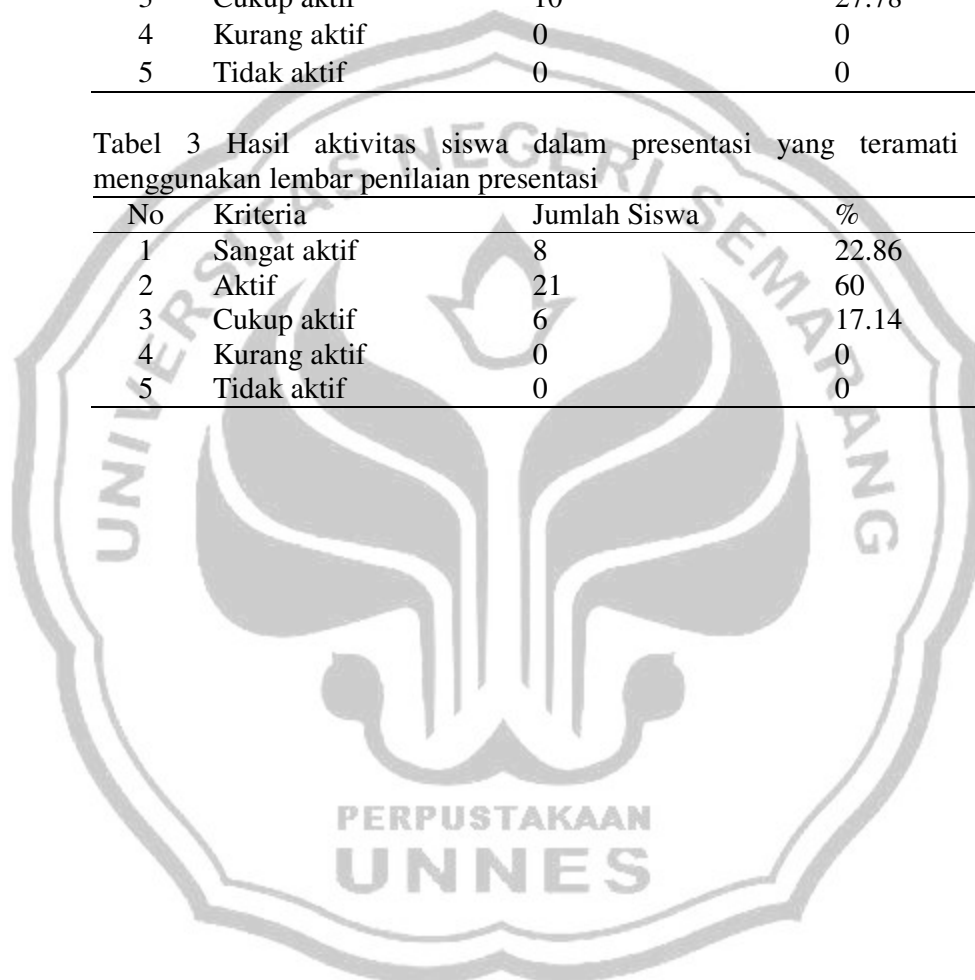 3 Cukup aktif 10 27.78
4 Kurang aktif 0 0
5 Tidak aktif 0 0
Tabel 3 Hasil aktivitas siswa dalam presentasi yang teramati
menggunakan lembar penilaian presentasi
No Kriteria Jumlah Siswa %
1 Sangat aktif 8 22.86
2 Aktif 21 60
3 Cukup aktif 6 17.14
4 Kurang aktif 0 0
5 Tidak aktif 0 0
UNIVERSITAS NEGERI SEMARANG
PERPUSTAKAAN
UNNES